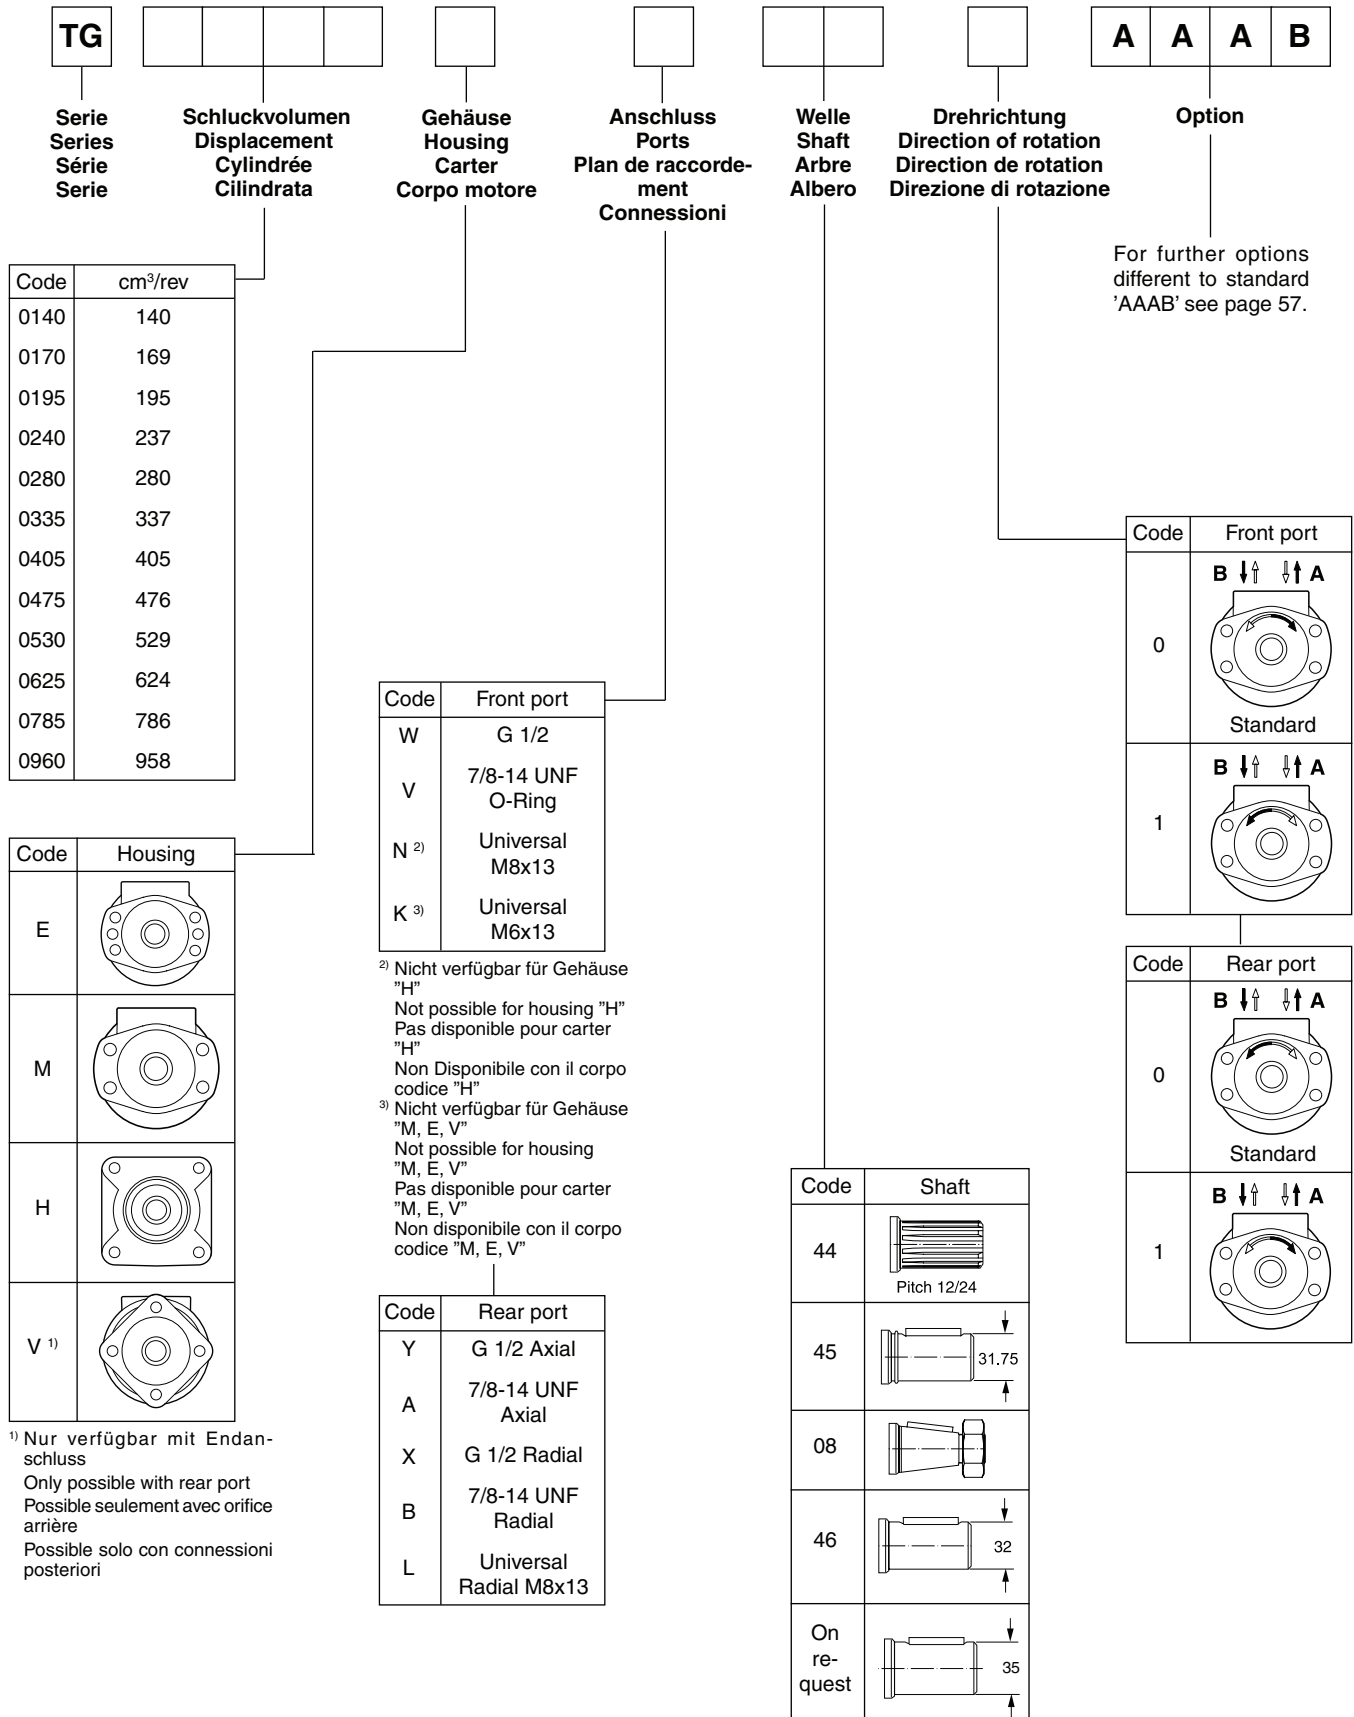 TG
A A A B
Serie
Series
Série
Serie
Schluckvolumen
Displacement
Cylindrée
Cilindrata
Gehäuse
Housing
Carter
Corpo motore
Anschluss
Ports
Plan de raccorde-
ment
Connessioni
Welle
Shaft
Arbre
Albero
Drehrichtung
Direction of rotation
Direction de rotation
Direzione di rotazione
Option
For further options
different to standard
’AAAB’ see page 57.
Code cm³/rev
0140 140
0170 169
0195 195
0240 237
0280 280
0335 337
0405 405
0475 476
0530 529
0625 624
0785 786
0960 958
Code Housing
E
M
H
V ¹⁾
¹⁾ Nur verfügbar mit Endan-
schluss
Only possible with rear port
Possible seulement avec orifice
arrière
Possible solo con connessioni
posteriori
Code Front port
W G 1/2
V 7/8-14 UNF
O-Ring
N ²⁾ Universal
M8x13
K ³⁾ Universal
M6x13
²⁾ Nicht verfügbar für Gehäuse
”H”
Not possible for housing ”H”
Pas disponible pour carter
”H”
Non Disponibile con il corpo
codice ”H”
³⁾ Nicht verfügbar für Gehäuse
”M, E, V”
Not possible for housing
”M, E, V”
Pas disponible pour carter
”M, E, V”
Non disponibile con il corpo
codice ”M, E, V”
Code Rear port
Y G 1/2 Axial
A 7/8-14 UNF
Axial
X G 1/2 Radial
B 7/8-14 UNF
Radial
L Universal
Radial M8x13
Code Shaft
44
Pitch 12/24
45 31.75
08
46 32
On
re-
quest
35
Code Front port
B A
0
Standard
B A
1
Code Rear port
B A
0
Standard
B A
1